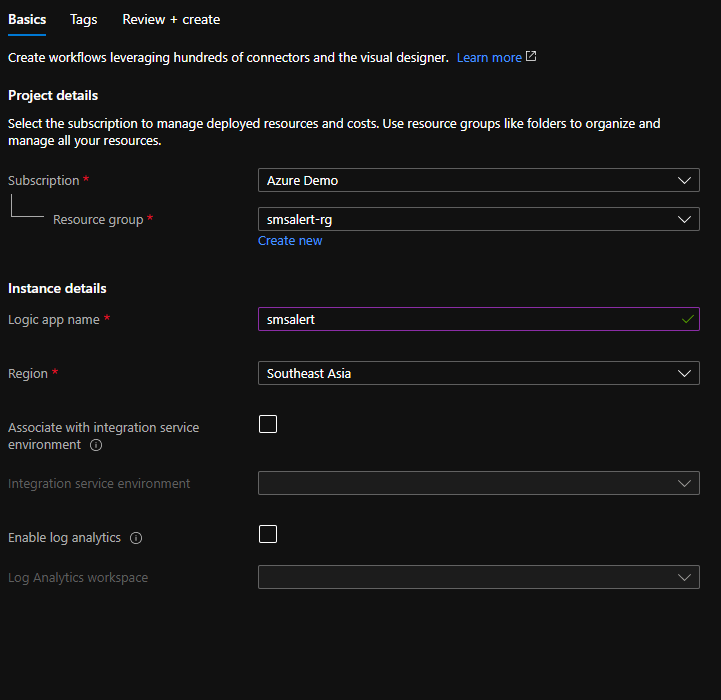 Basics Tags Review + create
Create workflows leveraging hundreds of connectors and the visual designer. Learn more
Project details
Select the subscription to manage deployed resources and costs. Use resource groups like folders to organize and
manage all your resources.
Subscription * Azure Demo
Resource group * smsalert-rg
Create new
Instance details
Logic app name * smsalert
Region * Southeast Asia
Associate with integration service
environment
Integration service environment
Enable log analytics
Log Analytics workspace